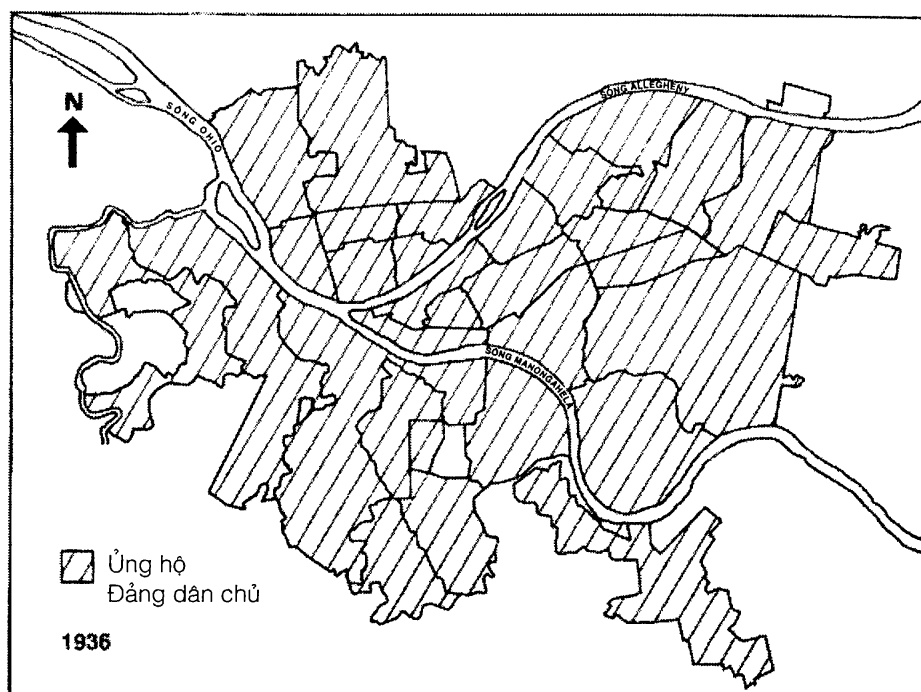 N
SÔNG OHIO
SÔNG ALLEGHENY
SÔNG MANONGAHELA
Ủng hộ
Đảng dân chủ
1936